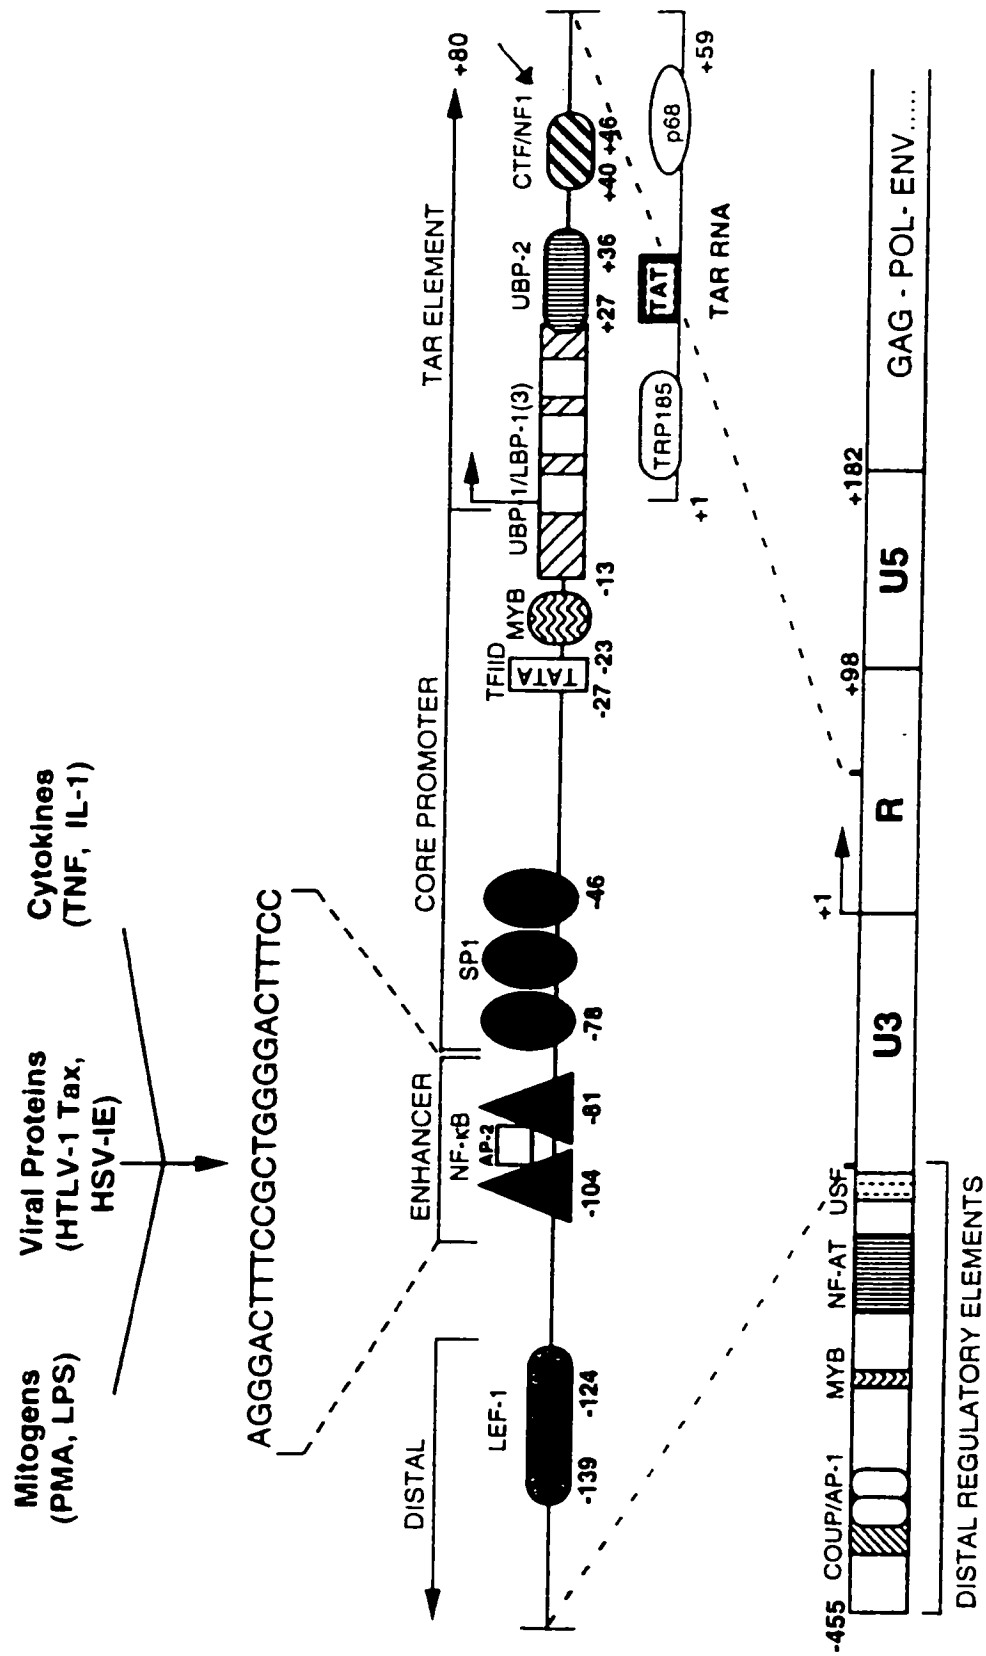 Mitogens
(PMA, LPS)
Viral Proteins
(HTLV-1 Tax,
HSV-IE)
Cytokines
(TNF, IL-1)
AGGGACTTTCCGCTGGGGACTTTCC
DISTAL
ENHANCER
CORE PROMOTER
TAR ELEMENT
+80
LEF-1
NF-κB
AP-2
SP1
TFIID
TATA
MYB
UBP-1/LBP-1(3)
UBP-2
CTF/NF1
-139
-124
-104
-81
-78
-46
-27
-23
-13
+27
+36
+40
+46
TRP185
TAT
p68
+1
TAR RNA
+59
-455
COUP/AP-1
MYB
NF-AT
USF
+1
+98
+182
U3
R
U5
GAG - POL- ENV.....
DISTAL REGULATORY ELEMENTS